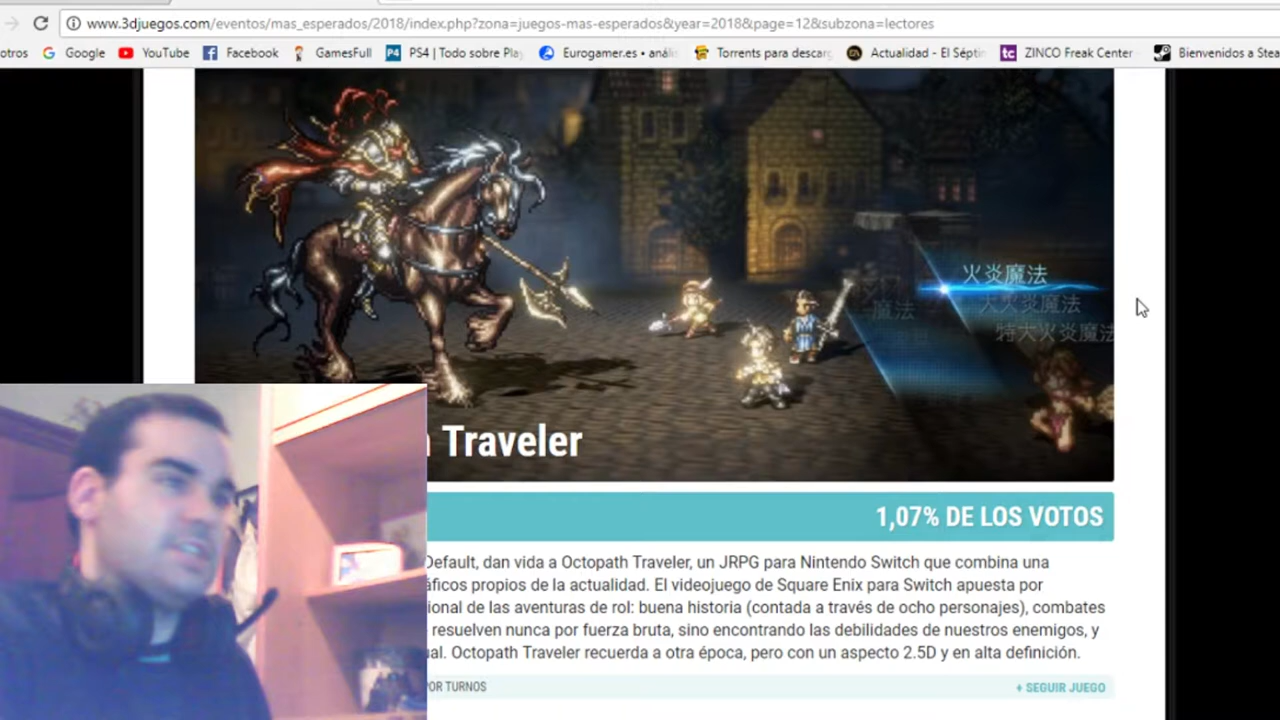 www.3djuegos.com/eventos/mas_esperados/2018/index.php?zona=juegos-mas-esperados&year=2018&page=12&subzona=lectores
otros Google YouTube Facebook GamesFull PS4 | Todo sobre Play Eurogamer.es • anális Torrents para descarg Actualidad - El Séptin ZINCO Freak Center Bienvenidos a Stea
火炎魔法
大火炎魔法
魔法
特大火炎魔法
Traveler
1,07% DE LOS VOTOS
Default, dan vida a Octopath Traveler, un JRPG para Nintendo Switch que combina una
áficos propios de la actualidad. El videojuego de Square Enix para Switch apuesta por
ional de las aventuras de rol: buena historia (contada a través de ocho personajes), combates
resuelven nunca por fuerza bruta, sino encontrando las debilidades de nuestros enemigos, y
ual. Octopath Traveler recuerda a otra época, pero con un aspecto 2.5D y en alta definición.
POR TURNOS
+ SEGUIR JUEGO